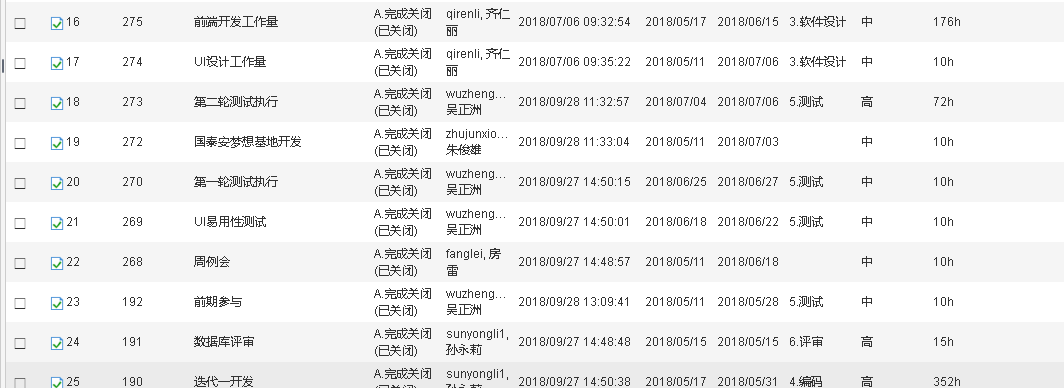 16 275 前端开发工作量 A.完成关闭(已关闭) qirenli, 齐仁丽 2018/07/06 09:32:54 2018/05/17 2018/06/15 3.软件设计 中 176h
17 274 UI设计工作量 A.完成关闭(已关闭) qirenli, 齐仁丽 2018/07/06 09:35:22 2018/05/11 2018/07/06 3.软件设计 中 10h
18 273 第二轮测试执行 A.完成关闭(已关闭) wuzheng... 吴正洲 2018/09/28 11:32:57 2018/07/04 2018/07/06 5.测试 高 72h
19 272 国泰安梦想基地开发 A.完成关闭(已关闭) zhujunxio... 朱俊雄 2018/09/28 11:33:04 2018/05/11 2018/07/03 中 10h
20 270 第一轮测试执行 A.完成关闭(已关闭) wuzheng... 吴正洲 2018/09/27 14:50:15 2018/06/25 2018/06/27 5.测试 中 10h
21 269 UI易用性测试 A.完成关闭(已关闭) wuzheng... 吴正洲 2018/09/27 14:50:01 2018/06/18 2018/06/22 5.测试 中 10h
22 268 周例会 A.完成关闭(已关闭) fanglei, 房雷 2018/09/27 14:48:57 2018/05/11 2018/06/18 中 10h
23 192 前期参与 A.完成关闭(已关闭) wuzheng... 吴正洲 2018/09/28 13:09:41 2018/05/11 2018/05/28 5.测试 中 10h
24 191 数据库评审 A.完成关闭(已关闭) sunyongli1, 孙永莉 2018/09/27 14:48:48 2018/05/15 2018/05/15 6.评审 高 15h
25 190 迭代一开发 A.完成关闭(已关闭) sunyongli1, 孙永莉 2018/09/27 14:50:38 2018/05/17 2018/05/31 4.编码 高 352h